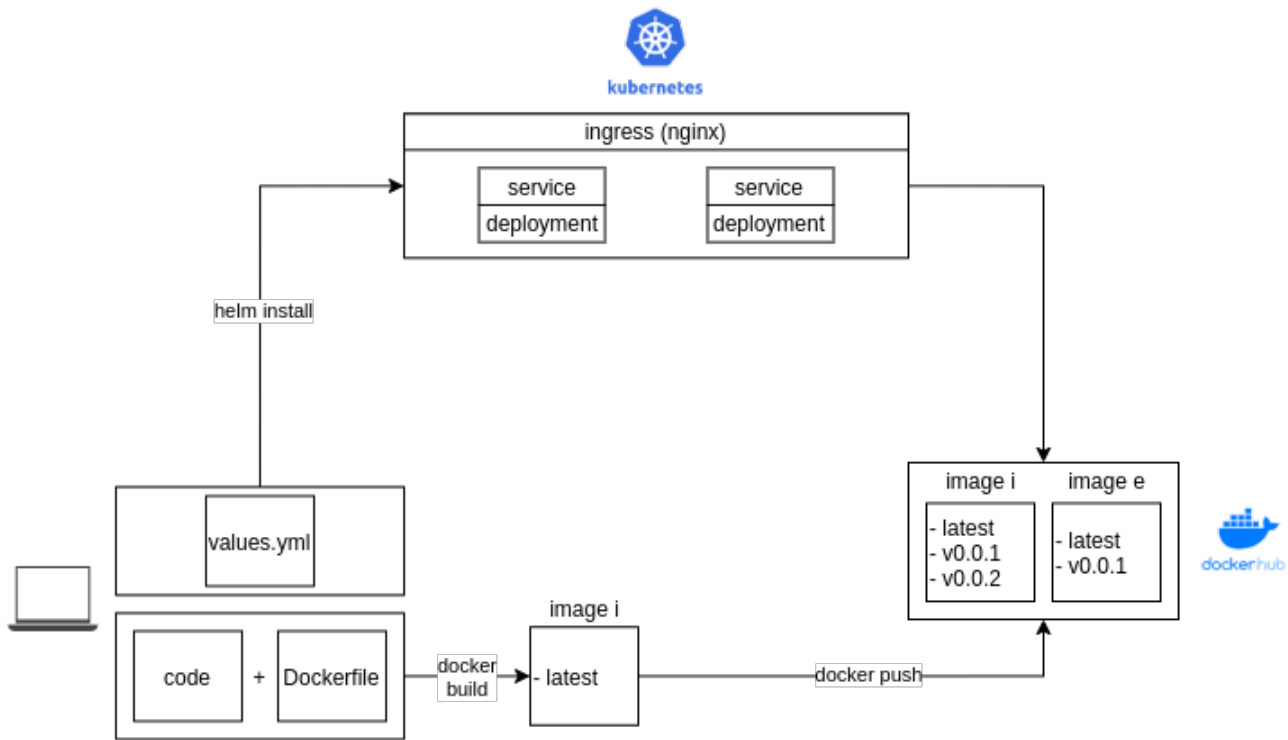 kubernetes
ingress (nginx)
service
deployment
service
deployment
helm install
values.yml
code
+
Dockerfile
docker
build
image i
- latest
docker push
image i
- latest
- v0.0.1
- v0.0.2
image e
- latest
- v0.0.1
dockerhub